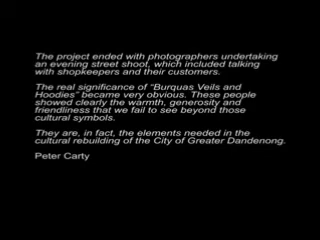 The project ended with photographers undertaking
an evening street shoot, which included talking
with shopkeepers and their customers.
The real significance of “Burquas Veils and
Hoodies” became very obvious. These people
showed clearly the warmth, generosity and
friendliness that we fail to see beyond those
cultural symbols.
They are, in fact, the elements needed in the
cultural rebuilding of the City of Greater Dandenong.
Peter Carty